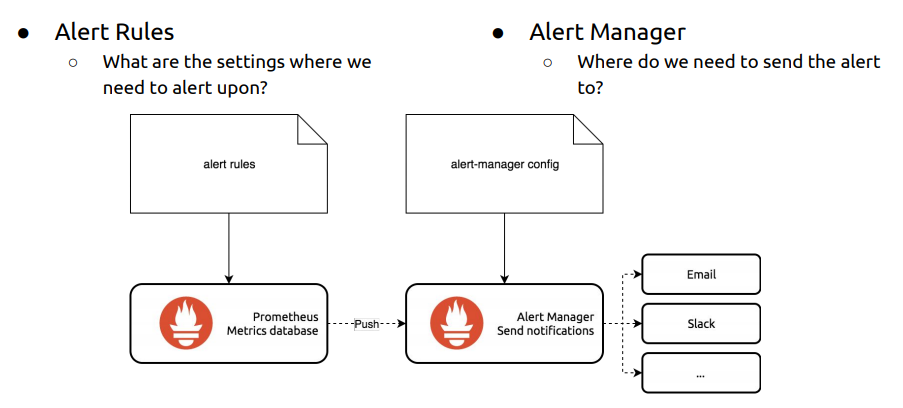 ● Alert Rules
○ What are the settings where we
need to alert upon?
● Alert Manager
○ Where do we need to send the alert
to?
alert rules
alert-manager config
Prometheus
Metrics database
Push
Alert Manager
Send notifications
Email
Slack
...